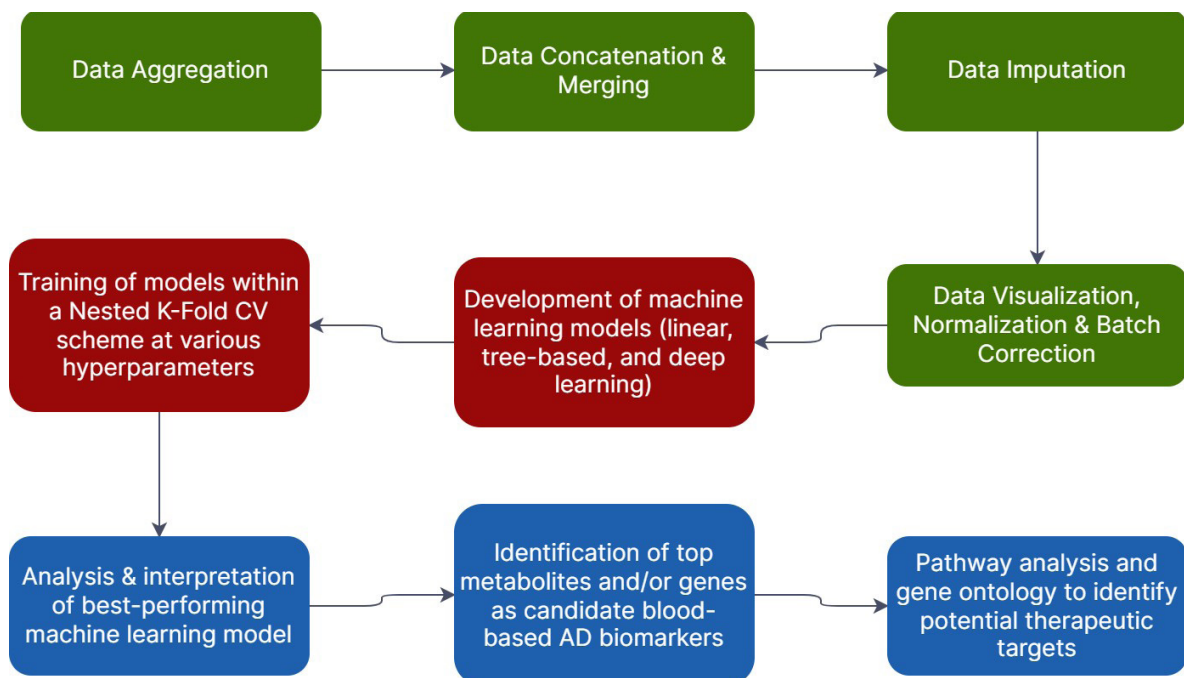 Data Aggregation
Data Concatenation &
Merging
Data Imputation
Training of models within
a Nested K-Fold CV
scheme at various
hyperparameters
Development of machine
learning models (linear,
tree-based, and deep
learning)
Data Visualization,
Normalization & Batch
Correction
Analysis & interpretation
of best-performing
machine learning model
Identification of top
metabolites and/or genes
as candidate blood-
based AD biomarkers
Pathway analysis and
gene ontology to identify
potential therapeutic
targets